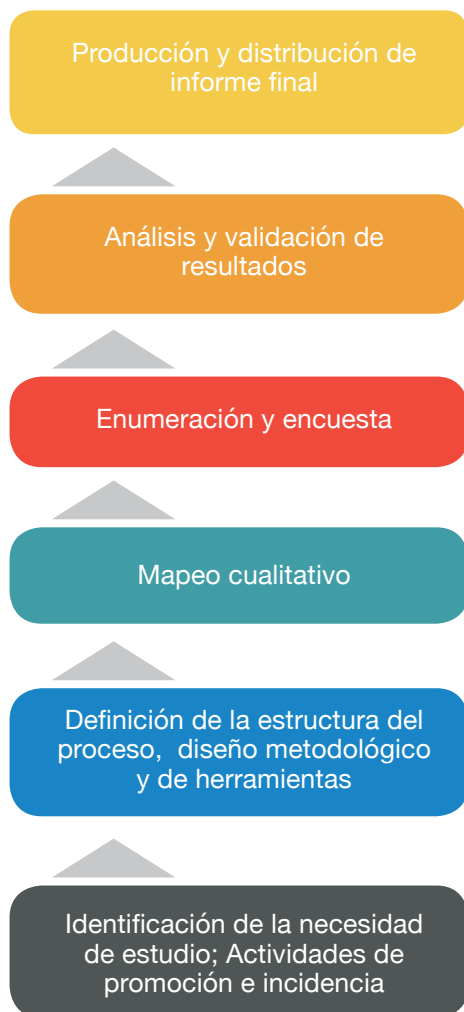 Producción y distribución de
informe final
Análisis y validación de
resultados
Enumeración y encuesta
Mapeo cualitativo
Definición de la estructura del
proceso, diseño metodológico
y de herramientas
Identificación de la necesidad
de estudio; Actividades de
promoción e incidencia